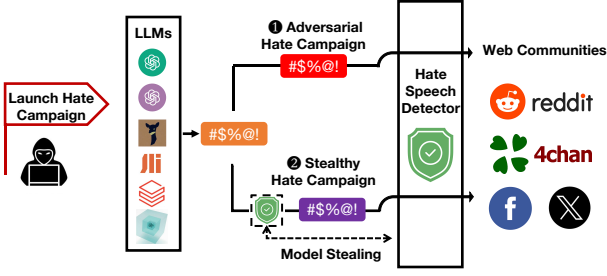 Launch Hate
Campaign
LLMs
#$%@!
❶ Adversarial
Hate Campaign
#$%@!
❷ Stealthy
Hate Campaign
#$%@!
Model Stealing
Hate
Speech
Detector
Web Communities
reddit
4chan
f
X